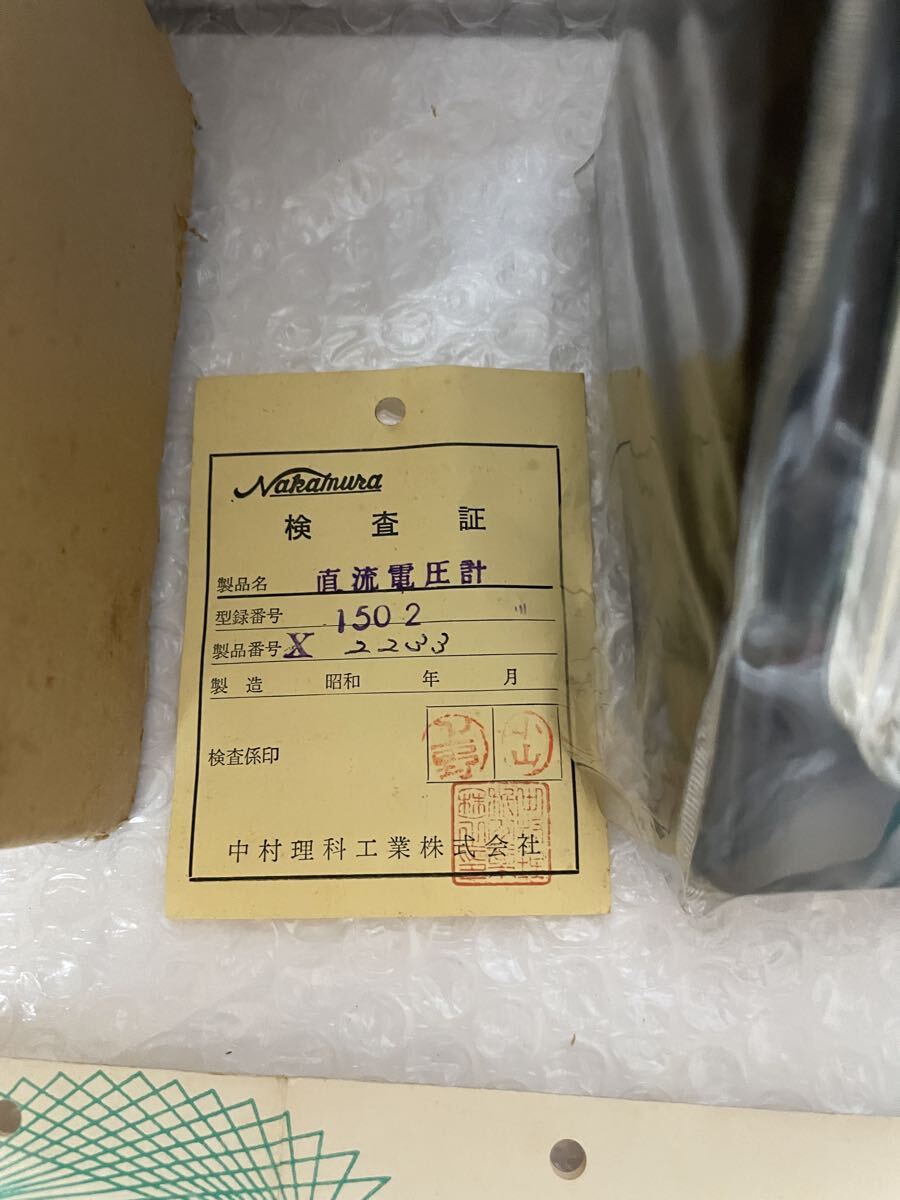 Nakamura
検査証
製品名 直流電圧計
型録番号 1502
製品番号 X 2233
製造 昭和 年 月
検査係印
小山
中村理科工業株式会社